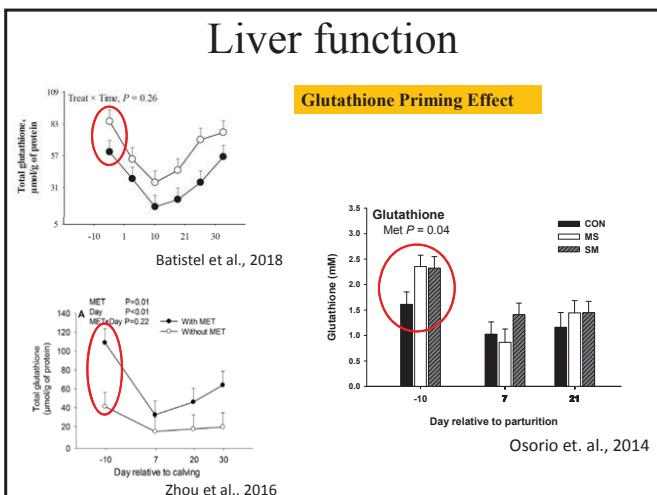 Liver function
Treat × Time, P = 0.26
Total glutathione,
µmol/g of protein
109
83
57
31
5
-10 1 10 21 30
Batistel et al., 2018
Glutathione Priming Effect
A
MET P=0.01
Day P<0.01
MET×Day P=0.22
With MET
Without MET
Total glutathione
(µmol/g of protein)
140
120
100
80
60
40
20
0
-10 7 20 30
Day relative to calving
Zhou et al., 2016
Glutathione
Met P = 0.04
CON
MS
SM
Glutathione (mM)
3.5
3.0
2.5
2.0
1.5
1.0
0.5
0.0
-10 7 21
Day relative to parturition
Osorio et. al., 2014